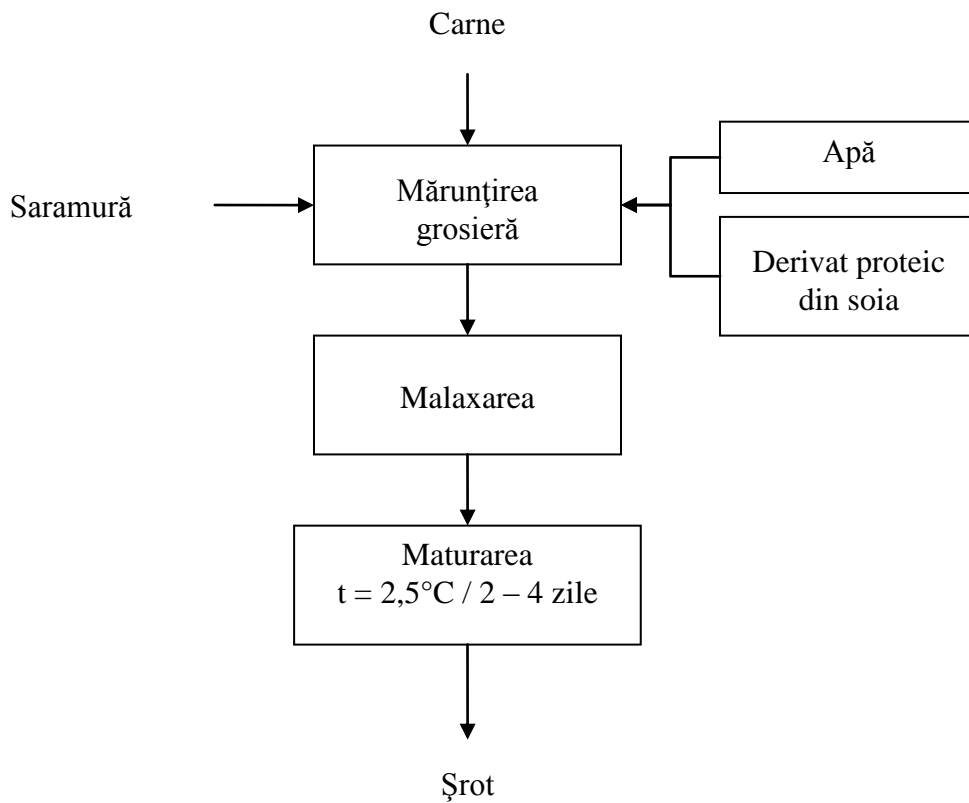 Carne
Apă
Saramură
Mărunţirea
grosieră
Derivat proteic
din soia
Malaxarea
Maturarea
t = 2,5°C / 2 – 4 zile
Şrot